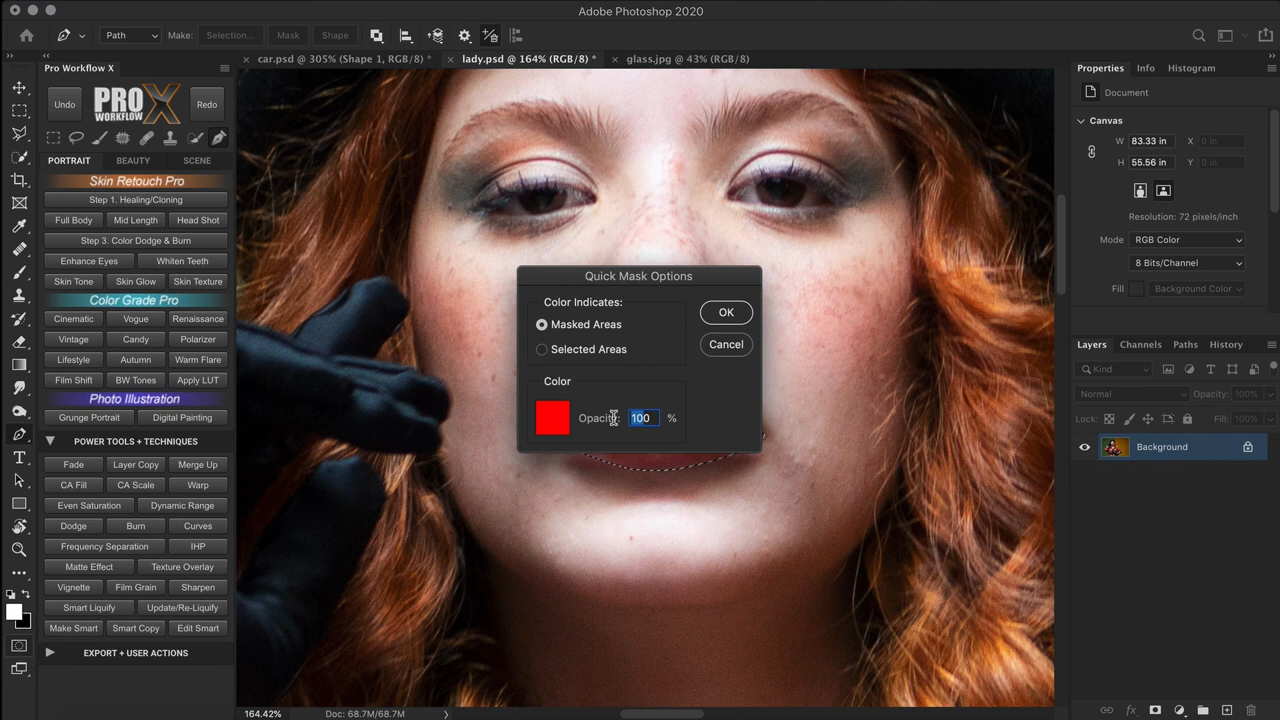 Adobe Photoshop 2020
Path Make: Selection... Mask Shape
car.psd @ 305% (Shape 1, RGB/8) * lady.psd @ 164% (RGB/8) * glass.jpg @ 43% (RGB/8)
Pro Workflow X
Undo PRO WORKFLOW X Redo
PORTRAIT BEAUTY SCENE
Skin Retouch Pro
Step 1. Healing/Cloning
Full Body Mid Length Head Shot
Step 3. Color Dodge & Burn
Enhance Eyes Whiten Teeth
Skin Tone Skin Glow Skin Texture
Color Grade Pro
Cinematic Vogue Renaissance
Vintage Candy Polarizer
Lifestyle Autumn Warm Flare
Film Shift BW Tones Apply LUT
Photo Illustration
Grunge Portrait Digital Painting
POWER TOOLS + TECHNIQUES
Fade Layer Copy Merge Up
CA Fill CA Scale Warp
Even Saturation Dynamic Range
Dodge Burn Curves
Frequency Separation IHP
Matte Effect Texture Overlay
Vignette Film Grain Sharpen
Smart Liquify Update/Re-Liquify
Make Smart Smart Copy Edit Smart
EXPORT + USER ACTIONS
Quick Mask Options
Color Indicates:
Masked Areas
Selected Areas
OK
Cancel
Color
Opacity: 100 %
Properties Info Histogram
Document
Canvas
W 83.33 in X 0 in
H 55.56 in Y 0 in
Resolution: 72 pixels/inch
Mode RGB Color
8 Bits/Channel
Fill Background Color
Layers Channels Paths History
Kind
Normal Opacity: 100%
Lock: Fill: 100%
Background
fx
164.42% Doc: 68.7M/68.7M